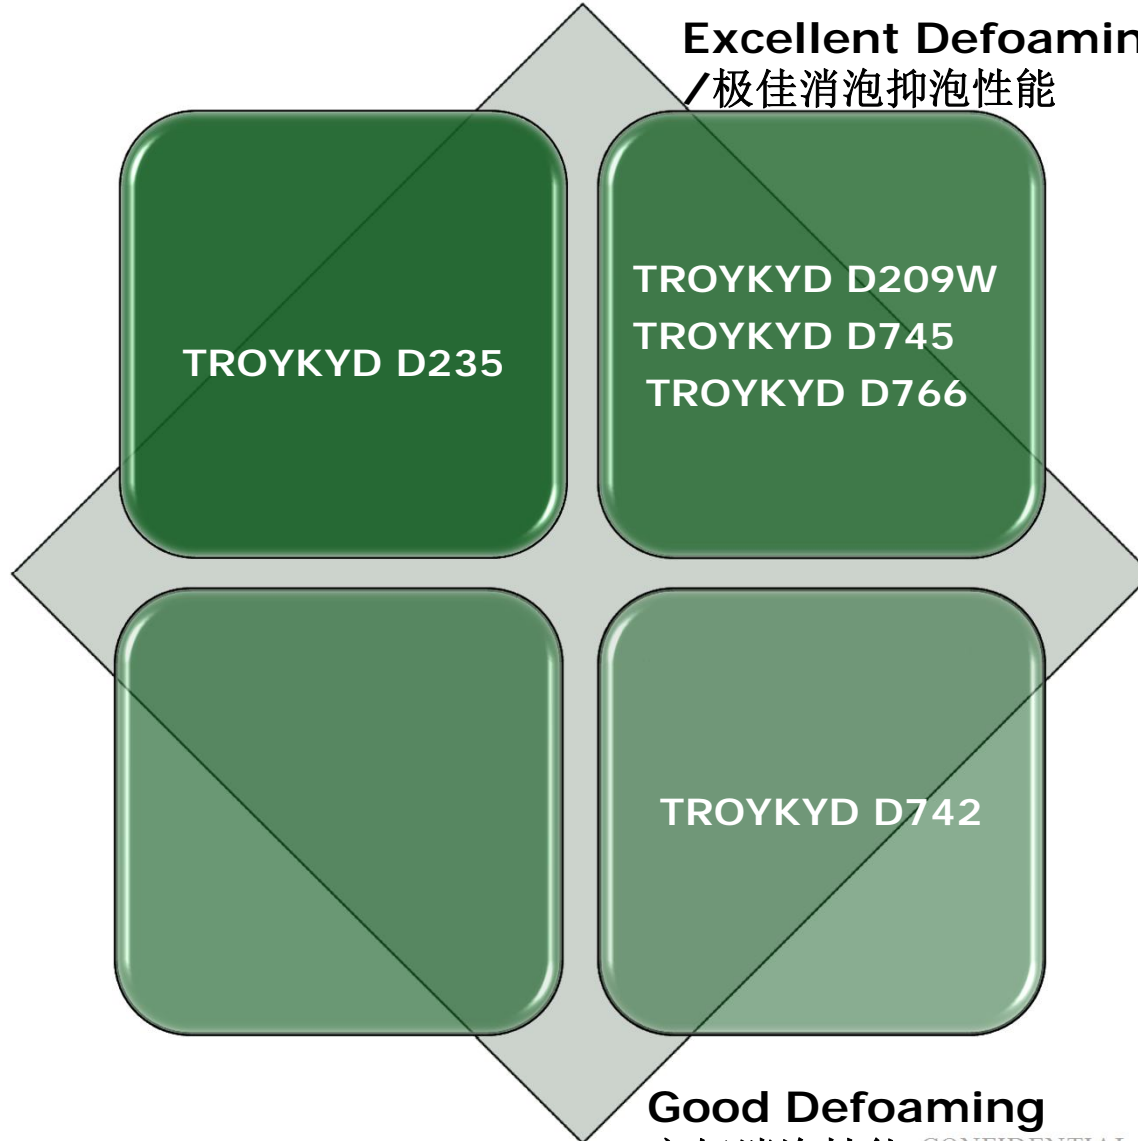 Excellent Defoamin
/极佳消泡抑泡性能
TROYKYD D235
TROYKYD D209W
TROYKYD D745
TROYKYD D766
TROYKYD D742
Good Defoaming